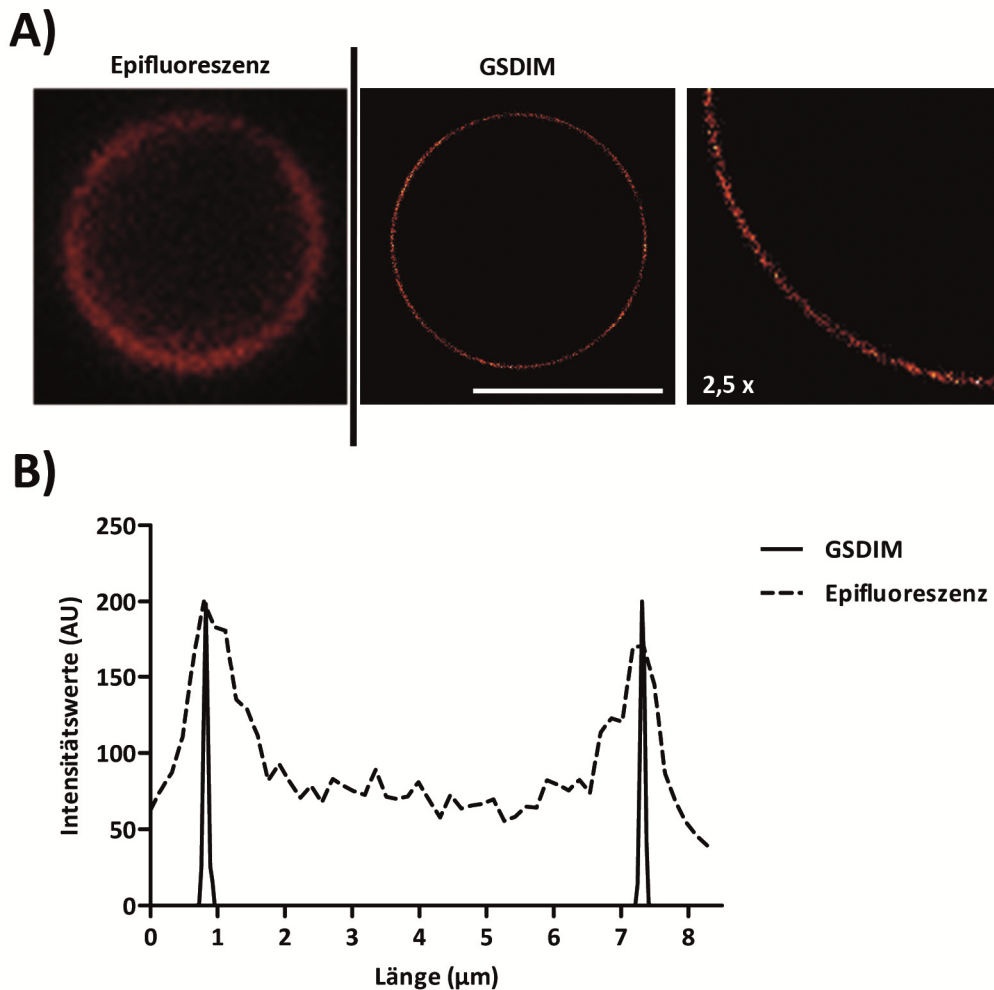 A)
Epifluoreszenz
GSDIM
2,5 x
B)
250
200
150
100
50
0
Intensitätswerte (AU)
0 1 2 3 4 5 6 7 8
Länge (µm)
GSDIM
Epifluoreszenz